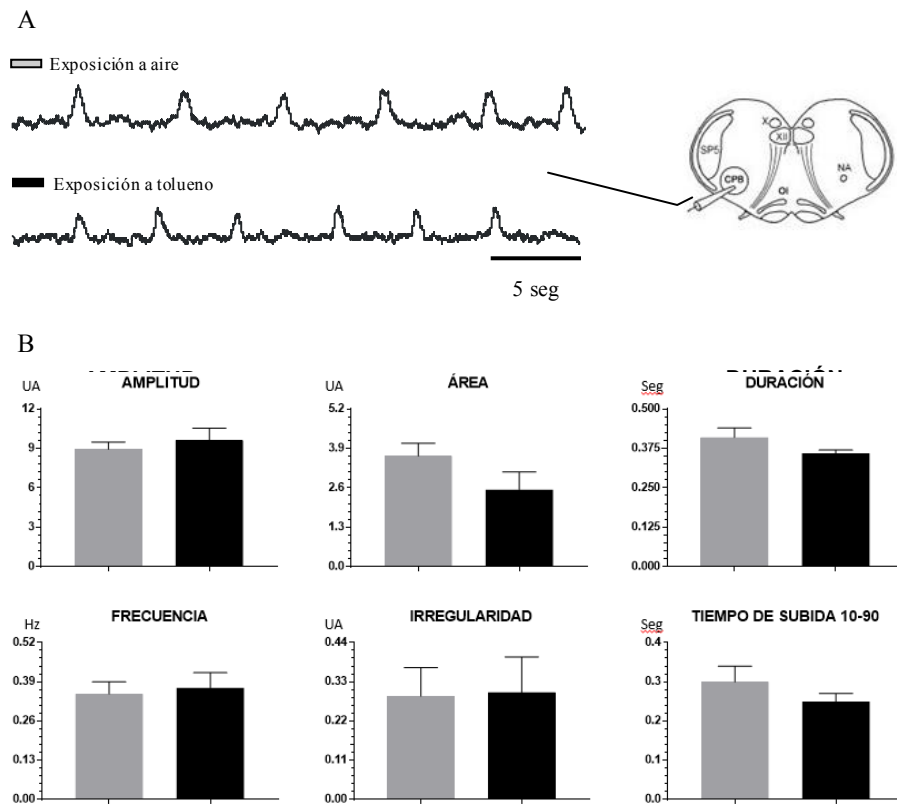 A
Exposición a aire
Exposición a tolueno
5 seg
X
XII
SP5
CPB
NA
OI
B
AMPLITUD
UA
12
9
6
3
0
ÁREA
UA
5.2
3.9
2.6
1.3
0.0
DURACIÓN
DURACIÓN
Seg
0.500
0.375
0.250
0.125
0.000
FRECUENCIA
Hz
0.52
0.39
0.26
0.13
0.00
IRREGULARIDAD
UA
0.44
0.33
0.22
0.11
0.00
TIEMPO DE SUBIDA 10-90
Seg
0.4
0.3
0.2
0.1
0.0